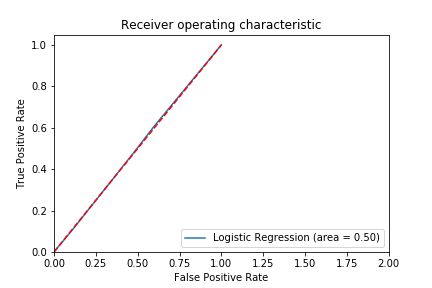 Receiver operating characteristic
True Positive Rate
1.0
0.8
0.6
0.4
0.2
0.0
Logistic Regression (area = 0.50)
0.00 0.25 0.50 0.75 1.00 1.25 1.50 1.75 2.00
False Positive Rate